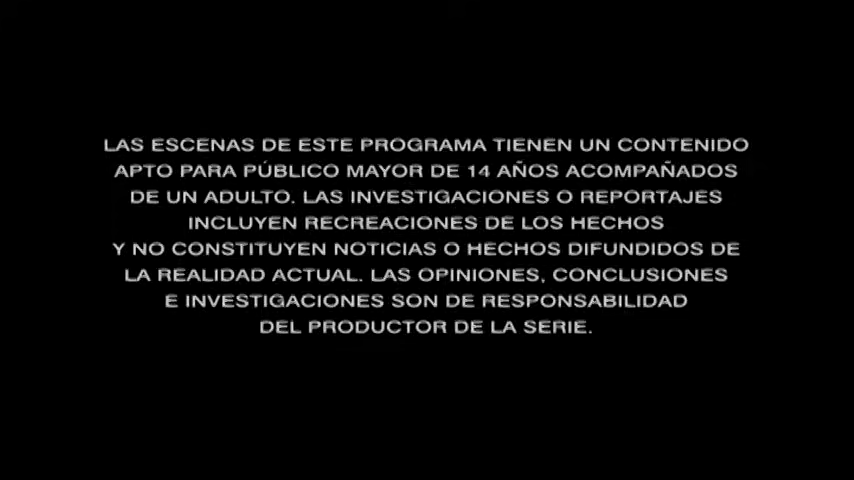 LAS ESCENAS DE ESTE PROGRAMA TIENEN UN CONTENIDO
APTO PARA PÚBLICO MAYOR DE 14 AÑOS ACOMPAÑADOS
DE UN ADULTO. LAS INVESTIGACIONES O REPORTAJES
INCLUYEN RECREACIONES DE LOS HECHOS
Y NO CONSTITUYEN NOTICIAS O HECHOS DIFUNDIDOS DE
LA REALIDAD ACTUAL. LAS OPINIONES, CONCLUSIONES
E INVESTIGACIONES SON DE RESPONSABILIDAD
DEL PRODUCTOR DE LA SERIE.